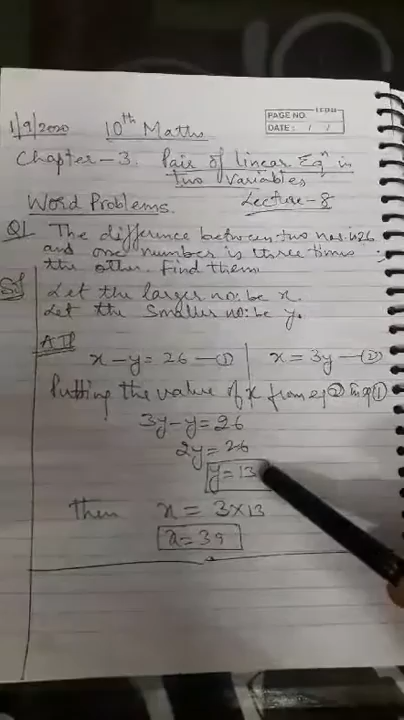 1/9/2020 10th Maths
PAGE NO.
DATE: / /
Chapter-3. Pair of linear Eqn in
two variables
Word Problems. Lecture-8
Q1 The difference between two nos. is 26
and one number is three times
the other. Find them.
Sol Let the larger no: be x.
Let the smaller no: be y.
ATP
x-y=26 -① x = 3y -②
Putting the value of x from eq ② in eq ①
3y-y=26
2y=26
y=13
then x = 3×13
x=39